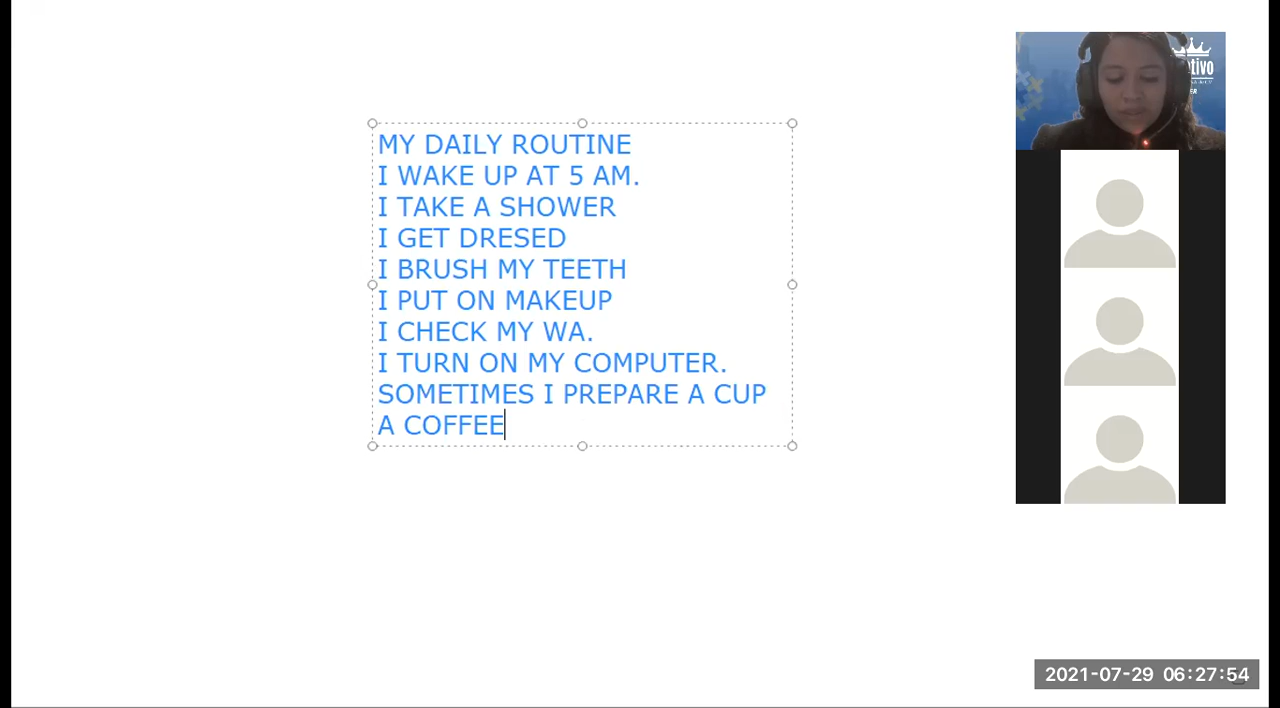 MY DAILY ROUTINE
I WAKE UP AT 5 AM.
I TAKE A SHOWER
I GET DRESED
I BRUSH MY TEETH
I PUT ON MAKEUP
I CHECK MY WA.
I TURN ON MY COMPUTER.
SOMETIMES I PREPARE A CUP
A COFFEE
2021-07-29 06:27:54